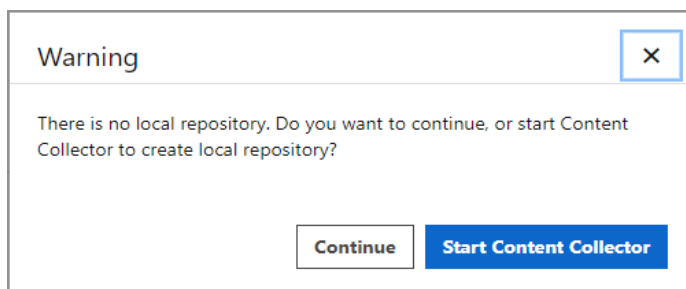 Warning
There is no local repository. Do you want to continue, or start Content
Collector to create local repository?
Continue
Start Content Collector